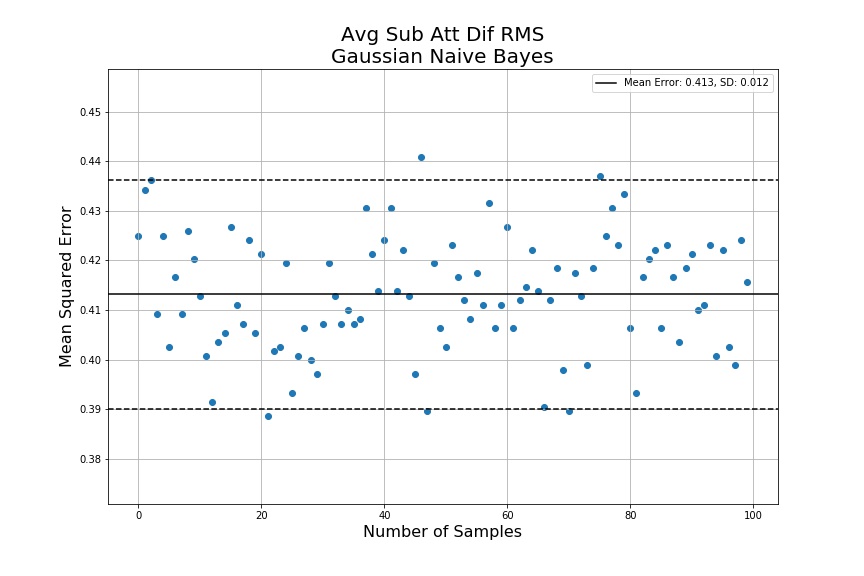 Avg Sub Att Dif RMS
Gaussian Naive Bayes
Mean Error: 0.413, SD: 0.012
Mean Squared Error
0.45
0.44
0.43
0.42
0.41
0.40
0.39
0.38
0 20 40 60 80 100
Number of Samples